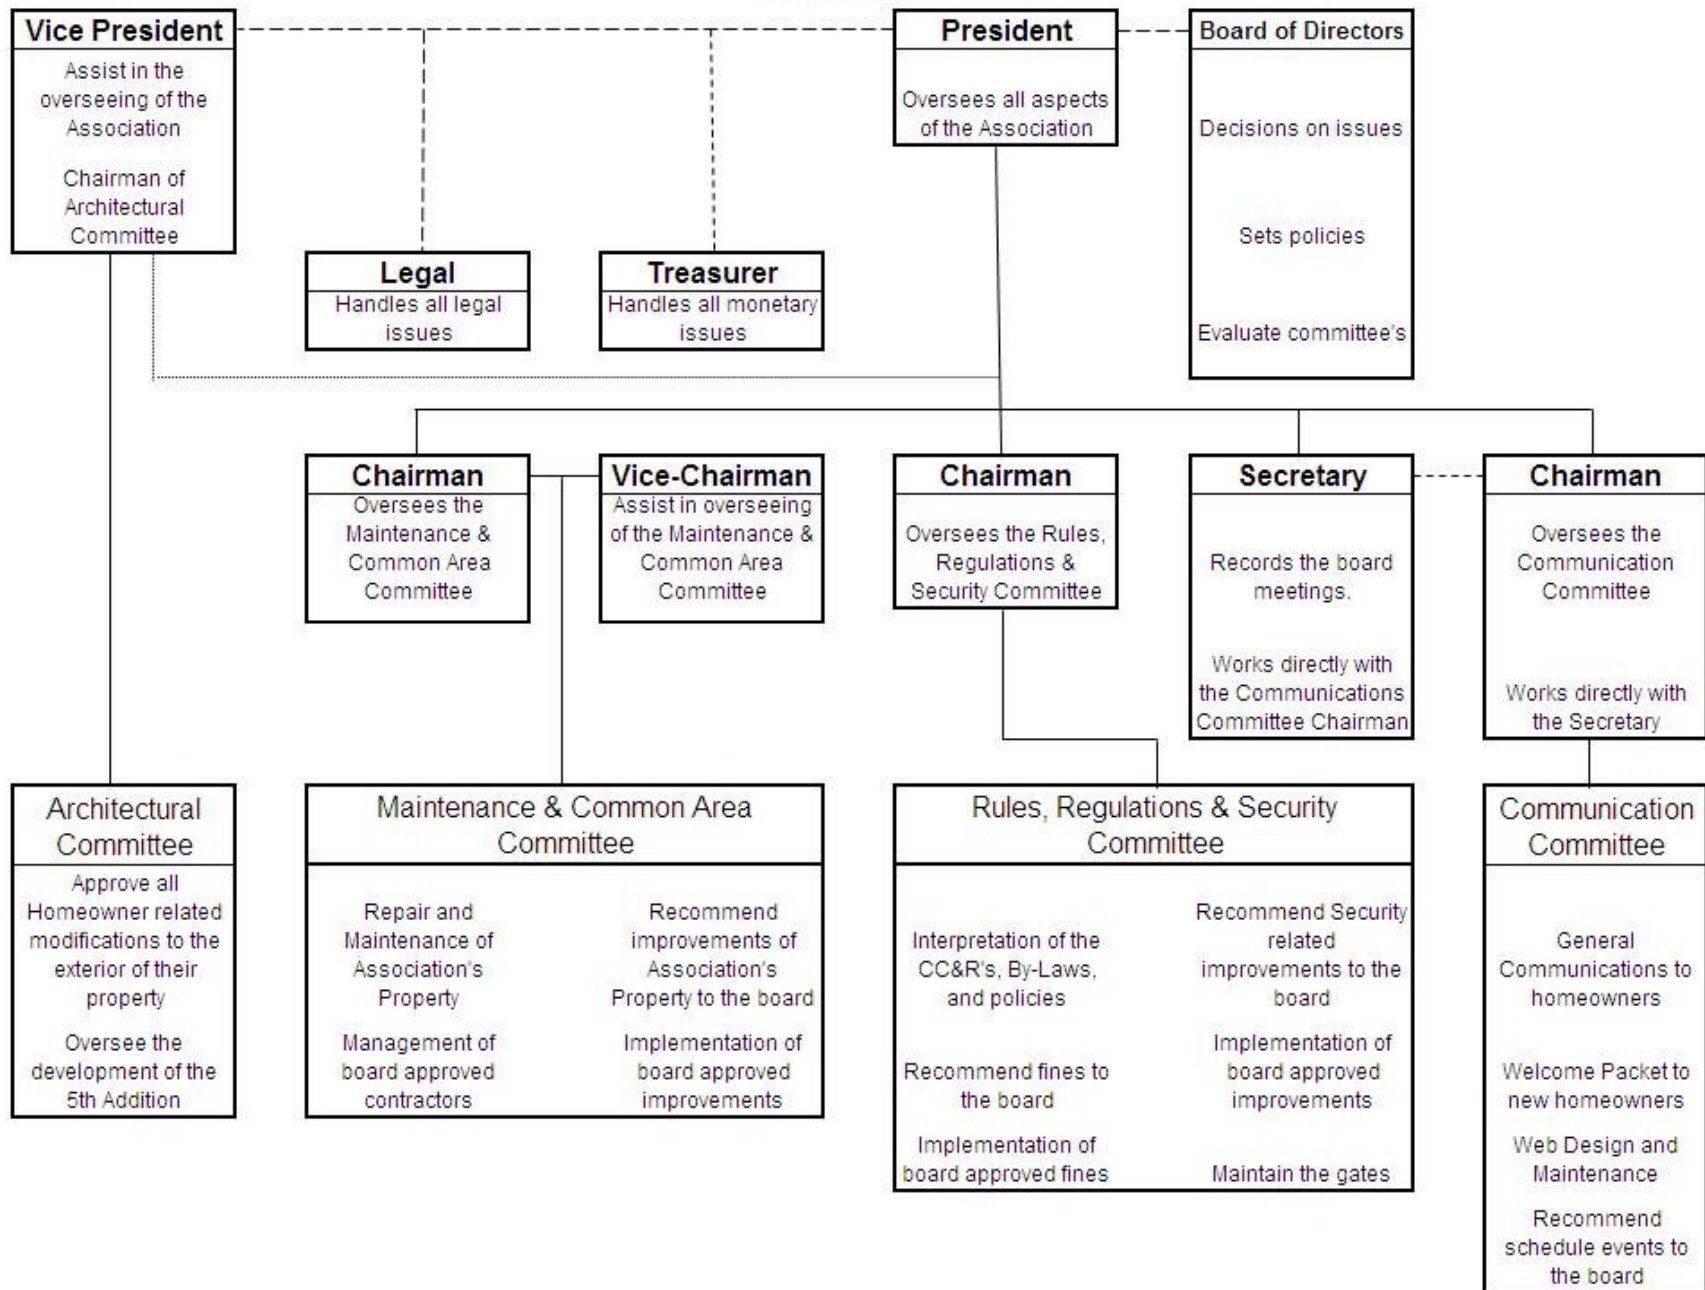 Vice President
Assist in the
overseeing of the
Association
Chairman of
Architectural
Committee
President
Oversees all aspects
of the Association
Board of Directors
Decisions on issues
Sets policies
Evaluate committee's
Legal
Handles all legal
issues
Treasurer
Handles all monetary
issues
Chairman
Oversees the
Maintenance &
Common Area
Committee
Vice-Chairman
Assist in overseeing
of the Maintenance &
Common Area
Committee
Chairman
Oversees the Rules,
Regulations &
Security Committee
Secretary
Records the board
meetings.
Works directly with
the Communications
Committee Chairman
Chairman
Oversees the
Communication
Committee
Works directly with
the Secretary
Architectural
Committee
Approve all
Homeowner related
modifications to the
exterior of their
property
Oversee the
development of the
5th Addition
Maintenance & Common Area
Committee
Repair and
Maintenance of
Association's
Property
Recommend
improvements of
Association's
Property to the board
Management of
board approved
contractors
Implementation of
board approved
improvements
Rules, Regulations & Security
Committee
Interpretation of the
CC&R's, By-Laws,
and policies
Recommend Security
related
improvements to the
board
Recommend fines to
the board
Implementation of
board approved
improvements
Implementation of
board approved fines
Maintain the gates
Communication
Committee
General
Communications to
homeowners
Welcome Packet to
new homeowners
Web Design and
Maintenance
Recommend
schedule events to
the board